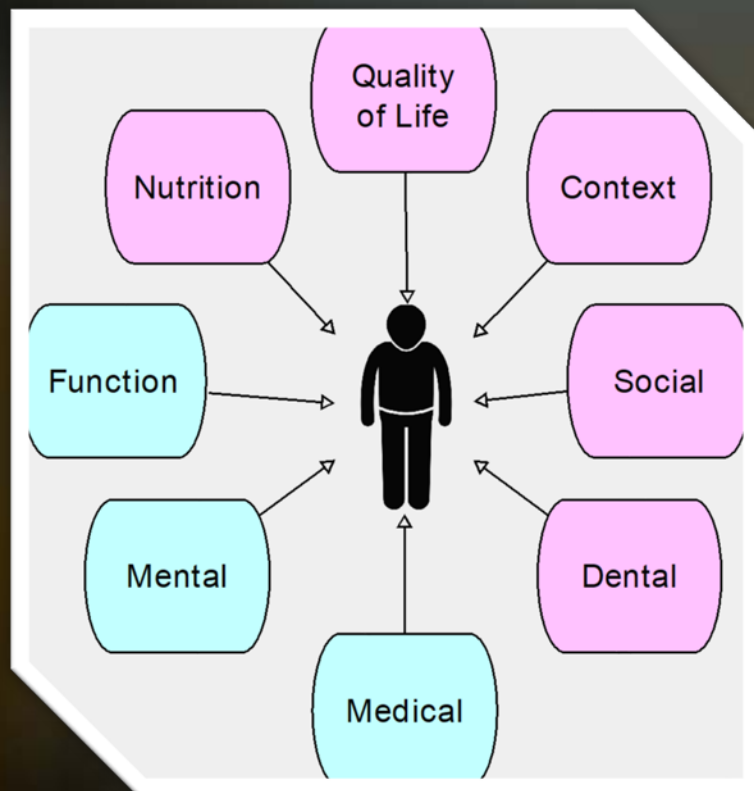 Quality
of Life
Nutrition
Context
Function
Social
Mental
Dental
Medical